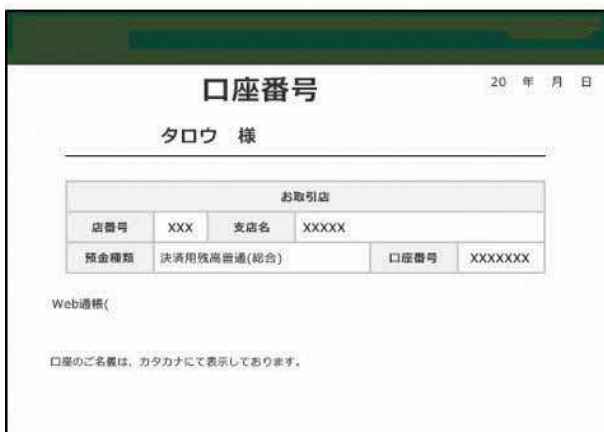 口座番号
20 年 月 日
タロウ 様
お取引店
店番号 XXX 支店名 XXXXX
預金種類 決済用残高普通(総合) 口座番号 XXXXXXX
Web通帳(
口座のご名義は、カタカナにて表示しております。